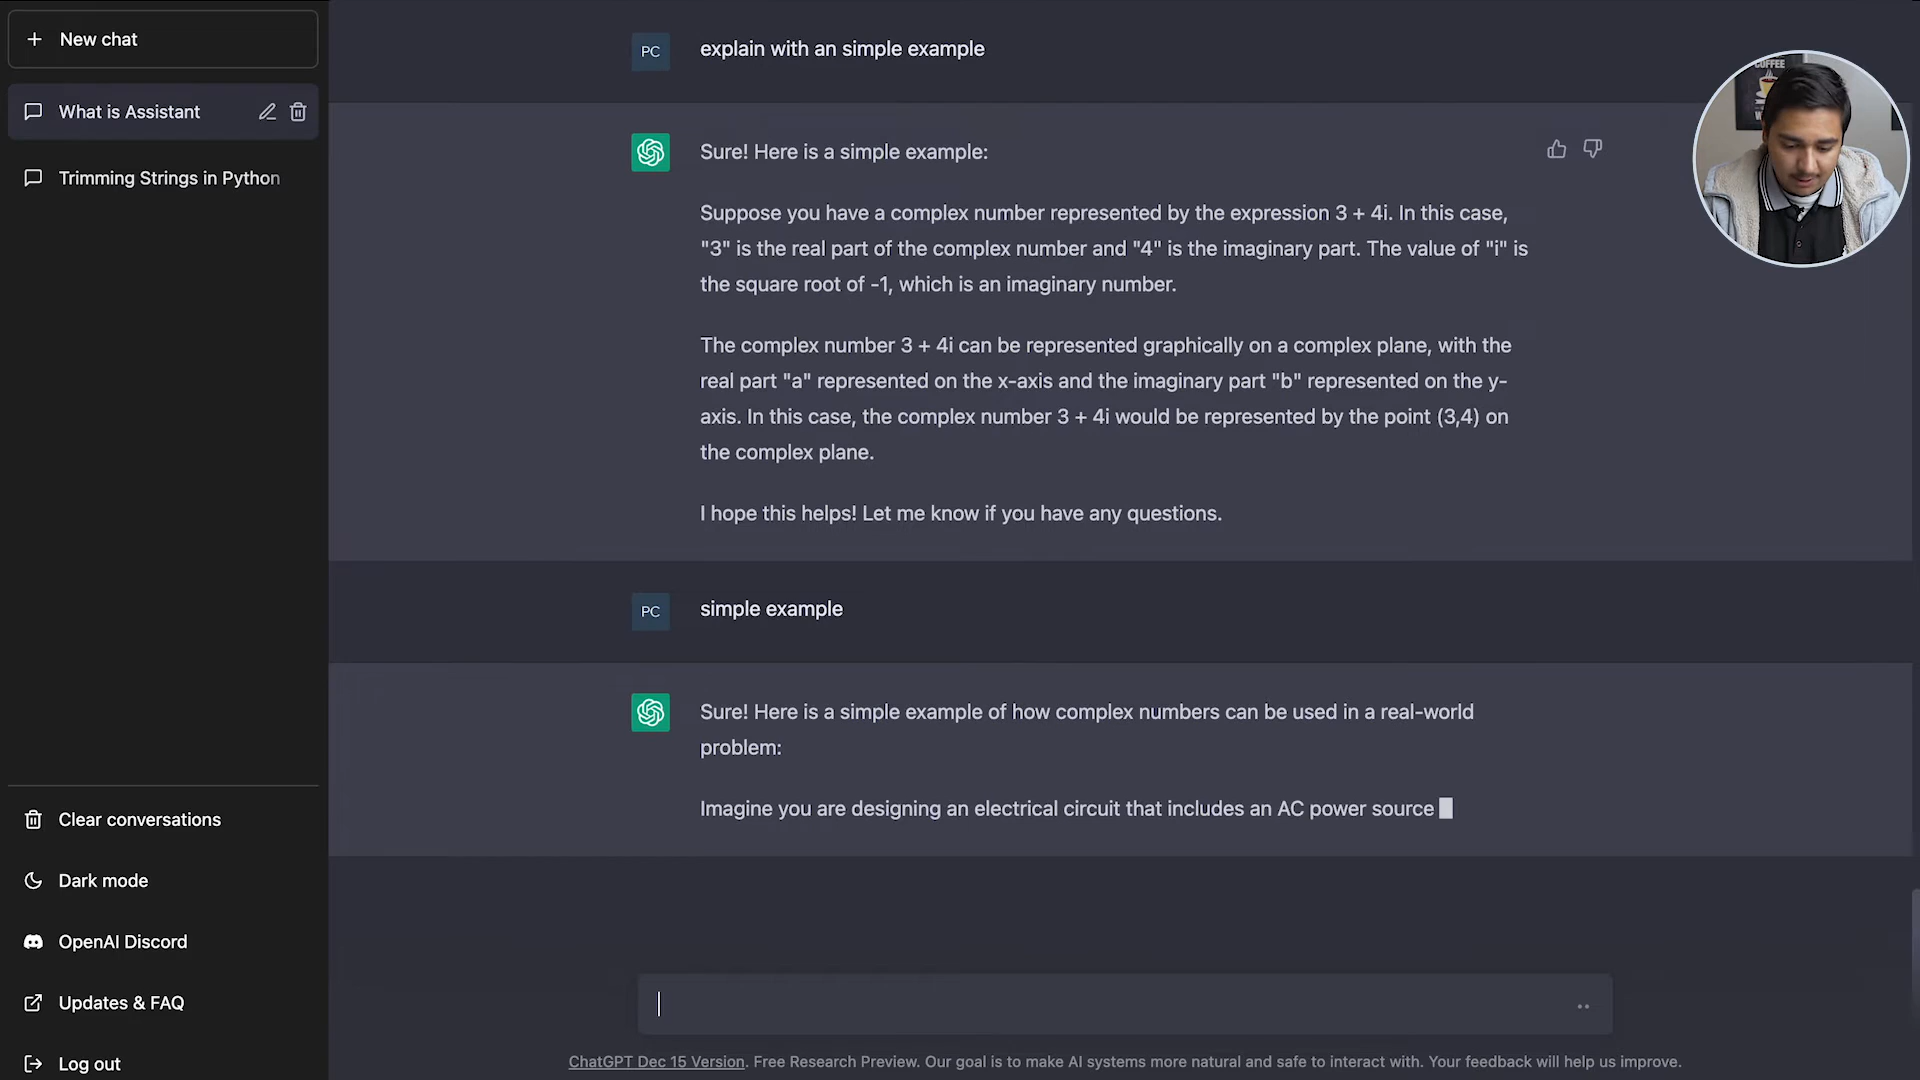 New chat
What is Assistant
Trimming Strings in Python
Clear conversations
Dark mode
OpenAI Discord
Updates & FAQ
Log out
PC
explain with an simple example
Sure! Here is a simple example:
Suppose you have a complex number represented by the expression 3 + 4i. In this case,
"3" is the real part of the complex number and "4" is the imaginary part. The value of "i" is
the square root of -1, which is an imaginary number.
The complex number 3 + 4i can be represented graphically on a complex plane, with the
real part "a" represented on the x-axis and the imaginary part "b" represented on the y-
axis. In this case, the complex number 3 + 4i would be represented by the point (3,4) on
the complex plane.
I hope this helps! Let me know if you have any questions.
PC
simple example
Sure! Here is a simple example of how complex numbers can be used in a real-world
problem:
Imagine you are designing an electrical circuit that includes an AC power source
ChatGPT Dec 15 Version. Free Research Preview. Our goal is to make AI systems more natural and safe to interact with. Your feedback will help us improve.
COFFEE